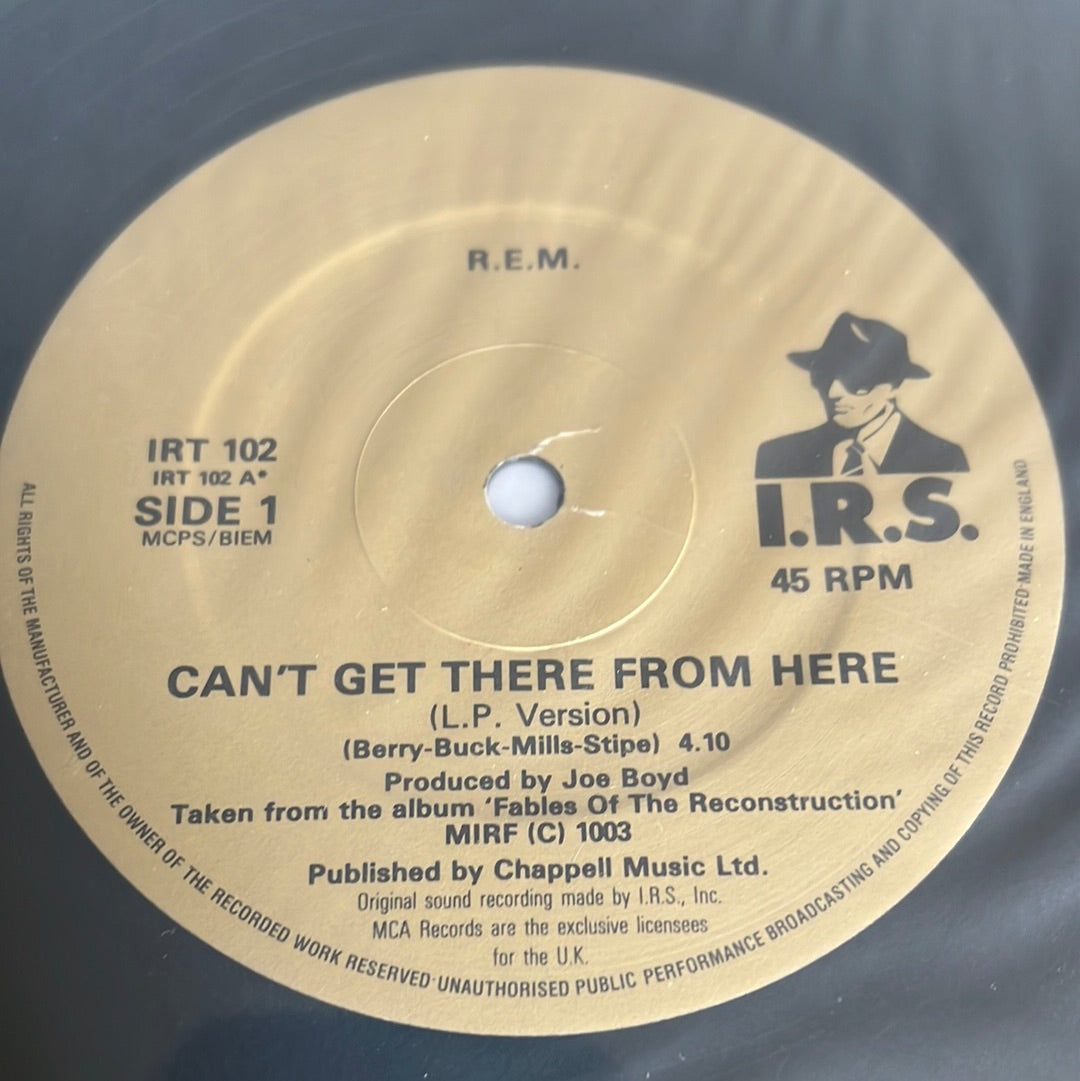 R.E.M.
IRT 102
IRT 102 A*
SIDE 1
MCPS/BIEM
I.R.S.
45 RPM
CAN'T GET THERE FROM HERE
(L.P. Version)
(Berry-Buck-Mills-Stipe) 4.10
Produced by Joe Boyd
Taken from the album 'Fables Of The Reconstruction'
MIRF (C) 1003
Published by Chappell Music Ltd.
Original sound recording made by I.R.S., Inc.
MCA Records are the exclusive licensees
for the U.K.
ALL RIGHTS OF THE MANUFACTURER AND OF THE OWNER OF THE RECORDED WORK RESERVED·UNAUTHORISED PUBLIC PERFORMANCE BROADCASTING AND COPYING OF THIS RECORD PROHIBITED·MADE IN ENGLAND